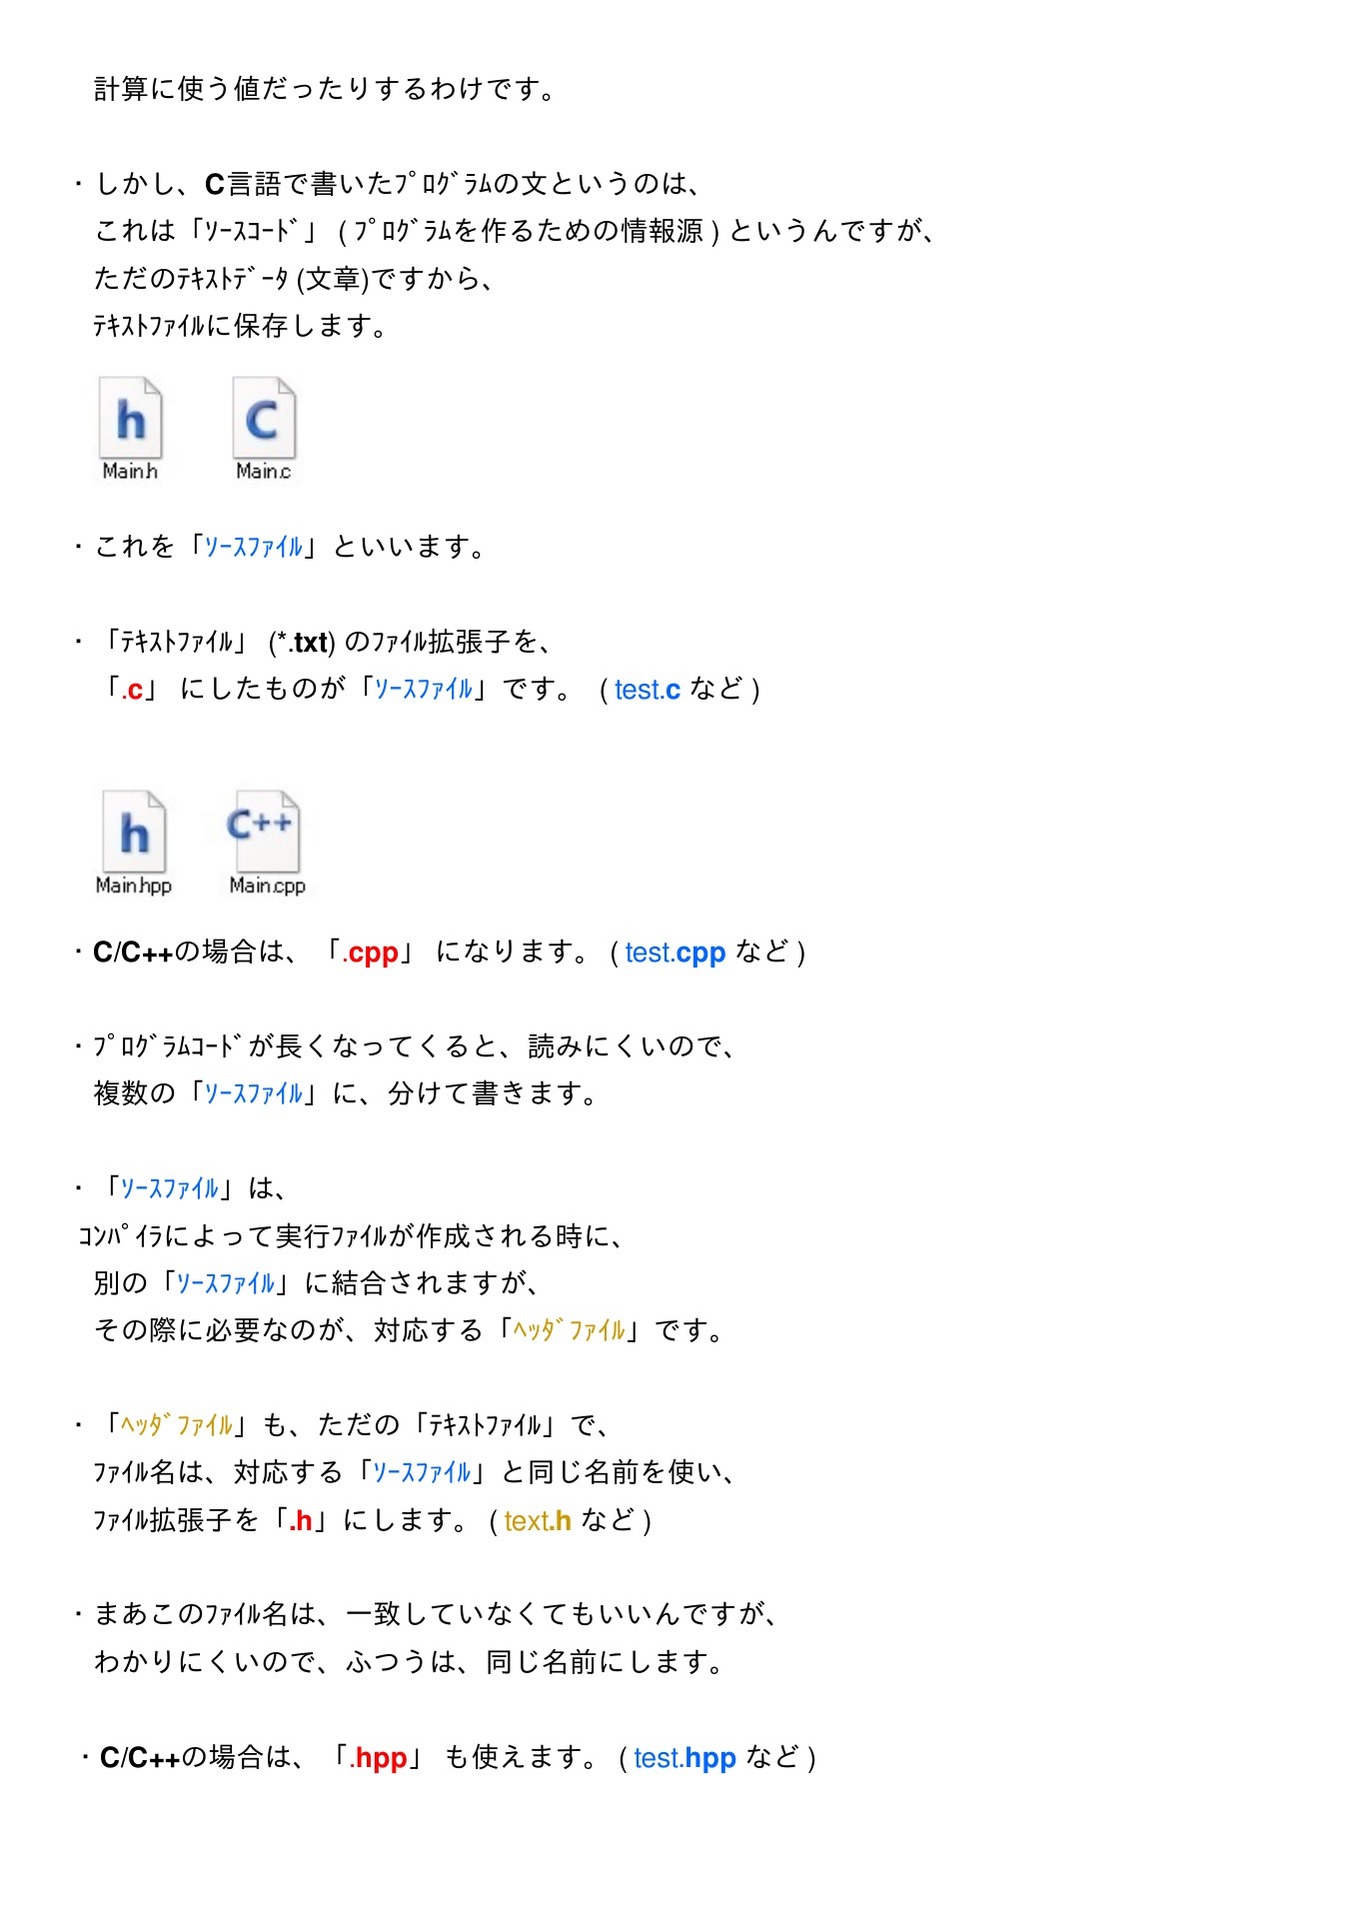 計算に使う値だったりするわけです。
・しかし、C言語で書いたﾌﾟﾛｸﾞﾗﾑの文というのは、
これは「ｿｰｽｺｰﾄﾞ」 ( ﾌﾟﾛｸﾞﾗﾑを作るための情報源 ) というんですが、
ただのﾃｷｽﾄﾃﾞｰﾀ (文章)ですから、
ﾃｷｽﾄﾌｧｲﾙに保存します。
h C
Main.h Main.c
・これを「ｿｰｽﾌｧｲﾙ」といいます。
・「ﾃｷｽﾄﾌｧｲﾙ」 (*.txt) のﾌｧｲﾙ拡張子を、
「.c」 にしたものが「ｿｰｽﾌｧｲﾙ」です。 ( test.c など )
h C++
Main.hpp Main.cpp
・C/C++の場合は、「.cpp」 になります。 ( test.cpp など )
・ﾌﾟﾛｸﾞﾗﾑｺｰﾄﾞが長くなってくると、読みにくいので、
複数の「ｿｰｽﾌｧｲﾙ」に、分けて書きます。
・「ｿｰｽﾌｧｲﾙ」は、
ｺﾝﾊﾟｲﾗによって実行ﾌｧｲﾙが作成される時に、
別の「ｿｰｽﾌｧｲﾙ」に結合されますが、
その際に必要なのが、対応する「ﾍｯﾀﾞﾌｧｲﾙ」です。
・「ﾍｯﾀﾞﾌｧｲﾙ」も、ただの「ﾃｷｽﾄﾌｧｲﾙ」で、
ﾌｧｲﾙ名は、対応する「ｿｰｽﾌｧｲﾙ」と同じ名前を使い、
ﾌｧｲﾙ拡張子を「.h」にします。 ( text.h など )
・まあこのﾌｧｲﾙ名は、一致していなくてもいいんですが、
わかりにくいので、ふつうは、同じ名前にします。
・C/C++の場合は、「.hpp」 も使えます。 ( test.hpp など )